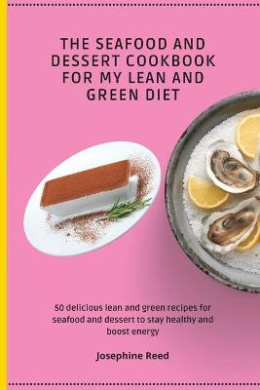 THE SEAFOOD AND
DESSERT COOKBOOK
FOR MY LEAN AND
GREEN DIET
50 delicious lean and green recipes for
seafood and dessert to stay healthy and
boost energy
Josephine Reed